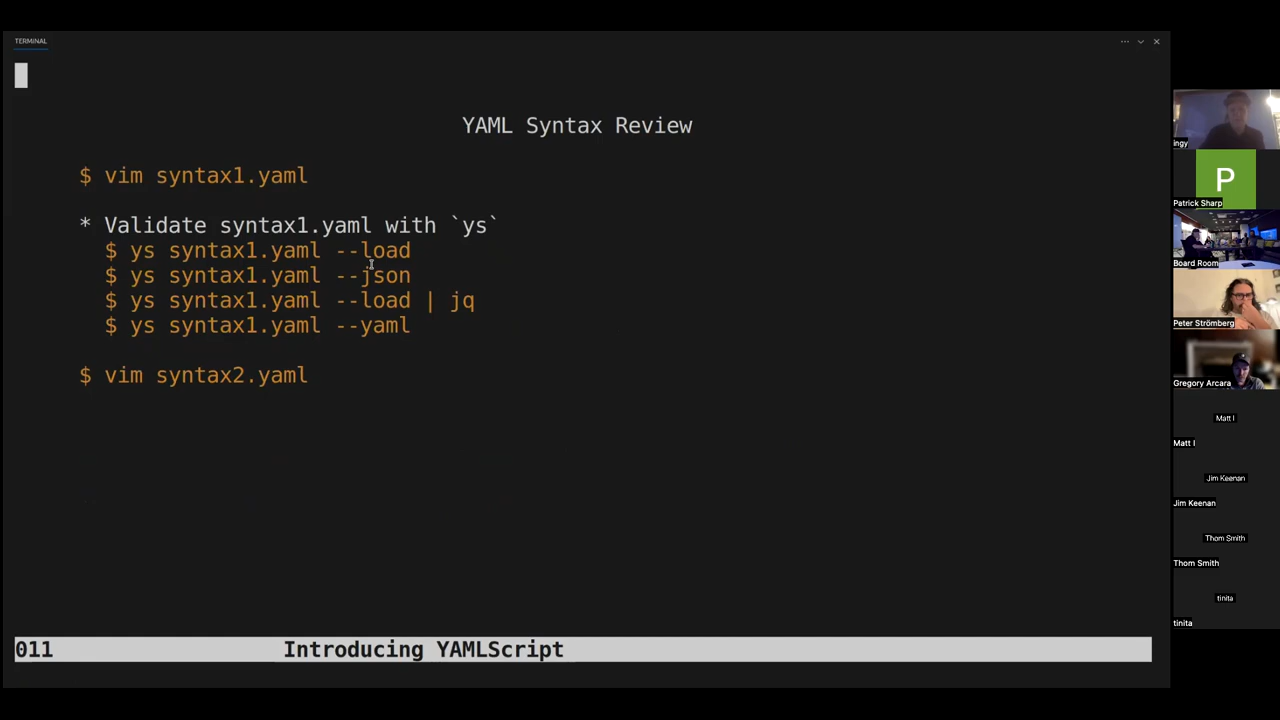 TERMINAL
YAML Syntax Review
$ vim syntax1.yaml
* Validate syntax1.yaml with `ys`
$ ys syntax1.yaml --load
$ ys syntax1.yaml --json
$ ys syntax1.yaml --load | jq
$ ys syntax1.yaml --yaml
$ vim syntax2.yaml
011 Introducing YAMLScript
ingy
P
Patrick Sharp
Board Room
Peter Strömberg
Gregory Arcara
Matt I
Matt I
Jim Keenan
Jim Keenan
Thom Smith
Thom Smith
tinita
tinita